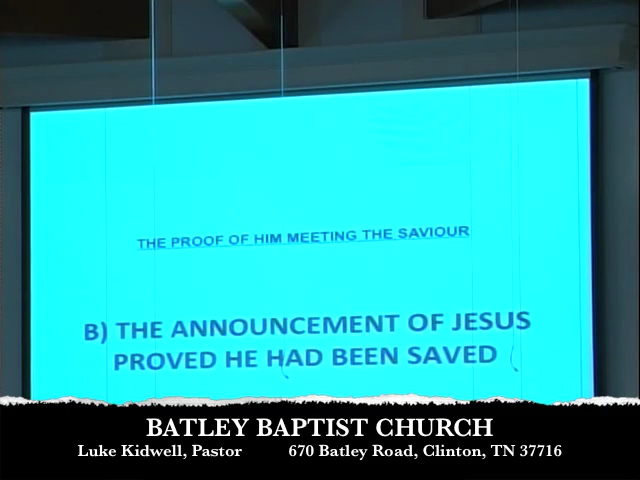 THE PROOF OF HIM MEETING THE SAVIOUR
B) THE ANNOUNCEMENT OF JESUS
PROVED HE HAD BEEN SAVED
BATLEY BAPTIST CHURCH
Luke Kidwell, Pastor 670 Batley Road, Clinton, TN 37716